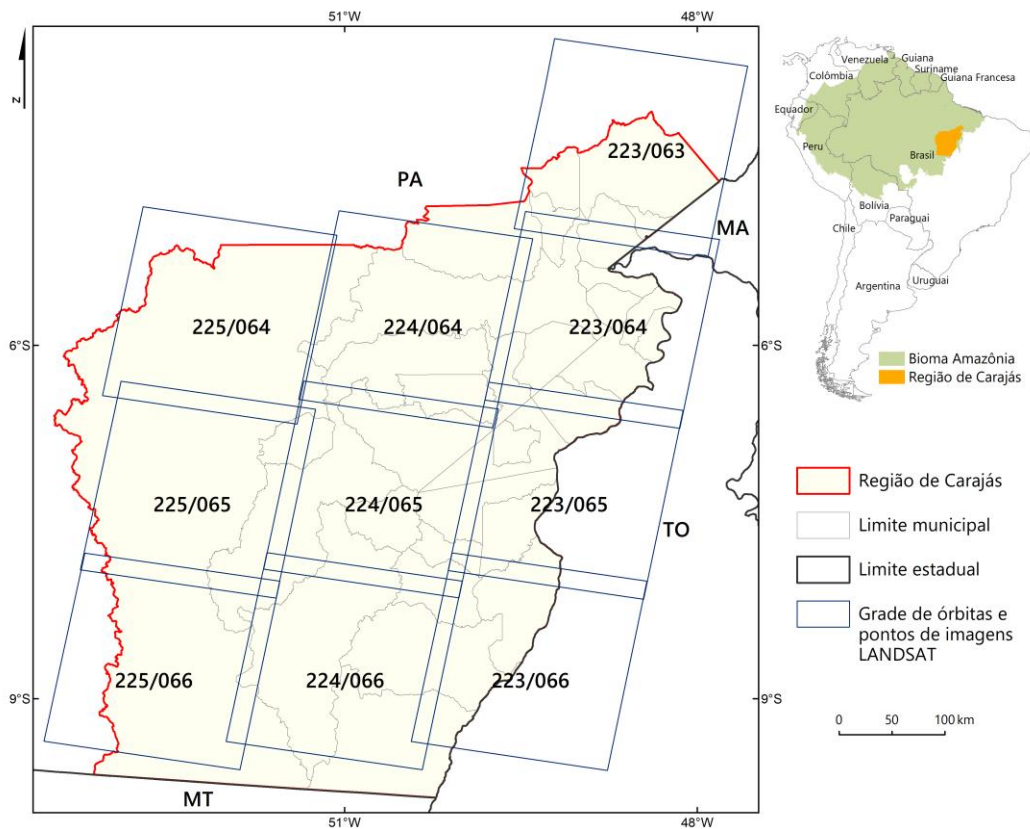 51°W
48°W
N
223/063
PA
MA
225/064
224/064
223/064
6°S
225/065
224/065
223/065
TO
225/066
224/066
223/066
9°S
MT
51°W
48°W
Venezuela
Guiana
Suriname
Guiana Francesa
Colômbia
Equador
Peru
Brasil
Bolívia
Paraguai
Chile
Argentina
Uruguai
Bioma Amazônia
Região de Carajás
Região de Carajás
Limite municipal
Limite estadual
Grade de órbitas e
pontos de imagens
LANDSAT
6°S
9°S
0 50 100 km